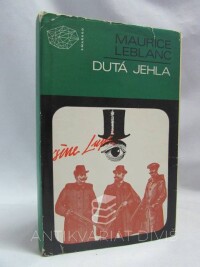 MAURICE
LEBLANC
DUTÁ JEHLA
ANTIKVARIÁT DIVIŠ